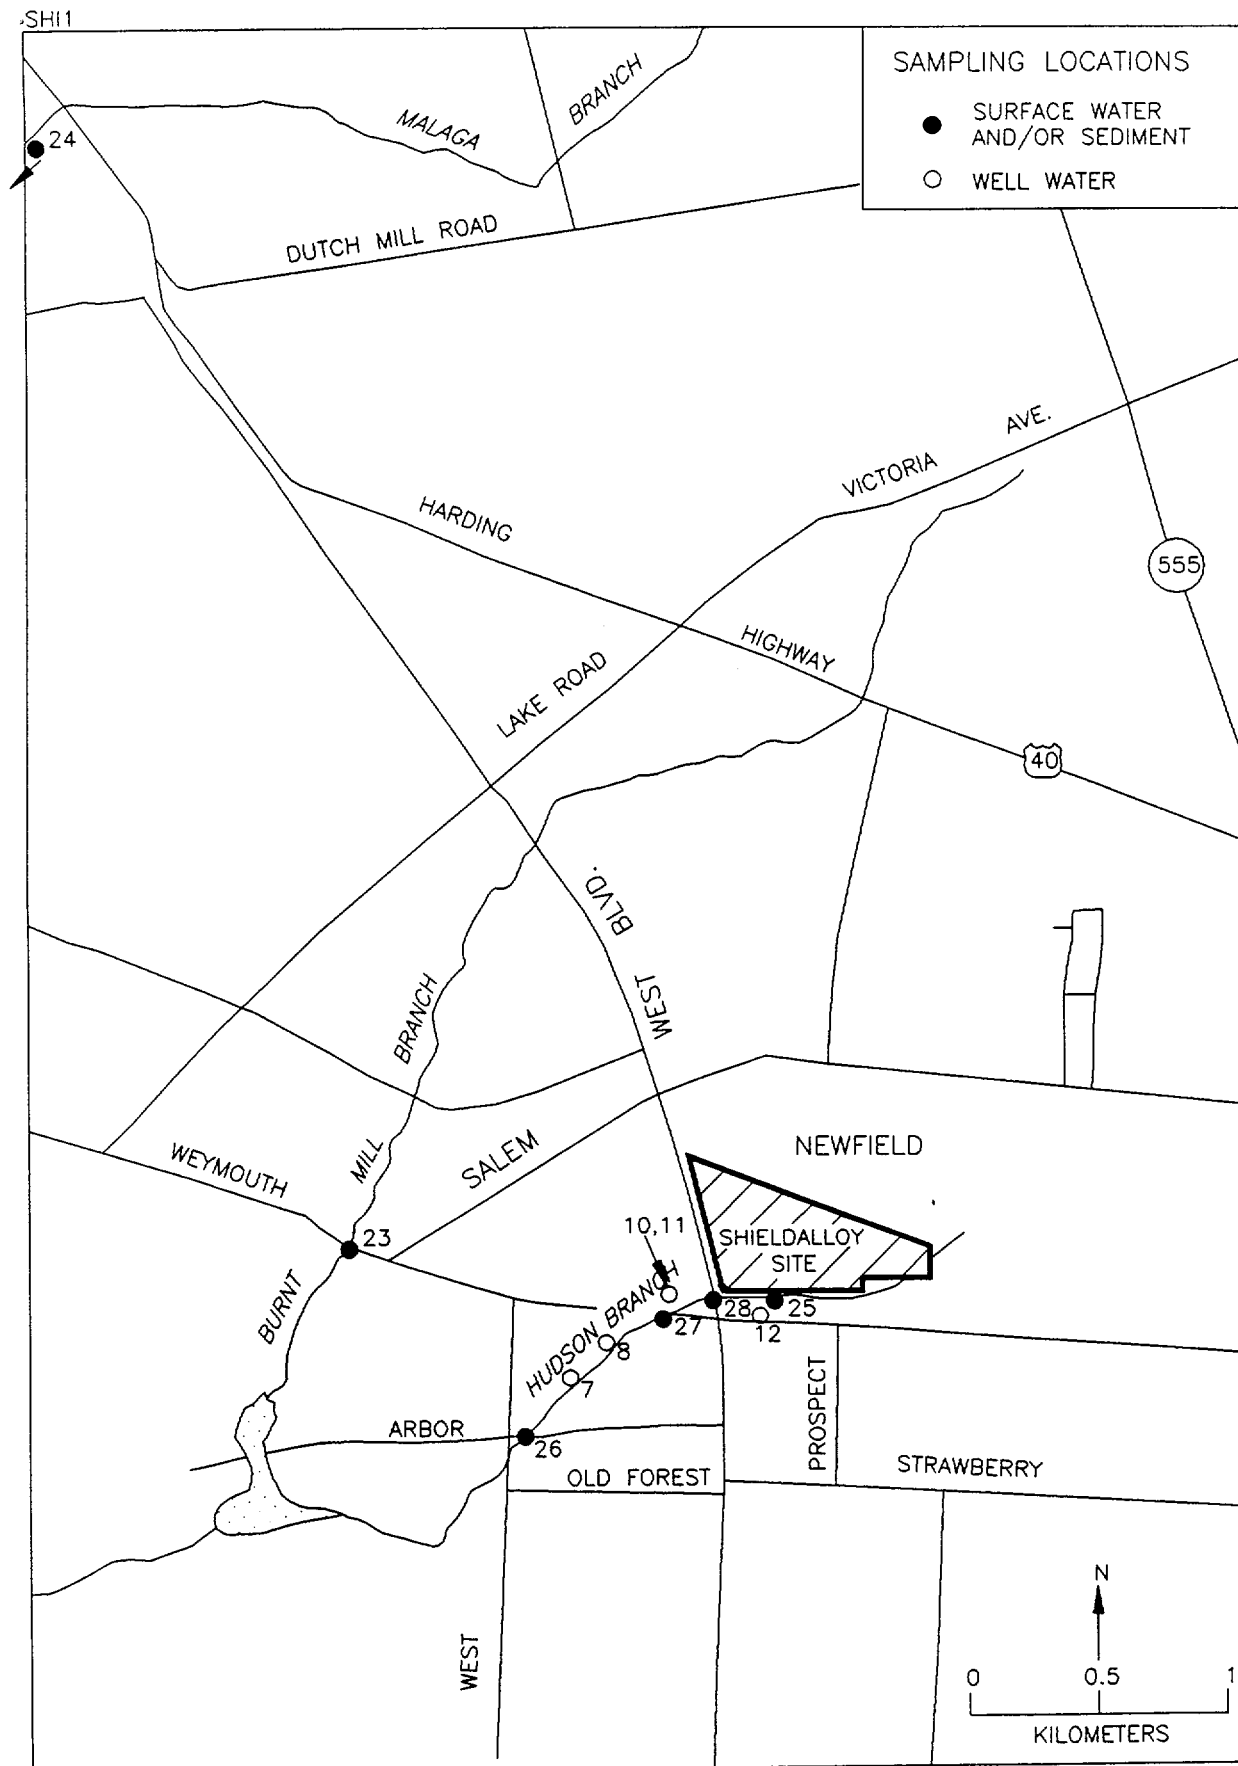 SHI1
SAMPLING LOCATIONS
SURFACE WATER
AND/OR SEDIMENT
WELL WATER
24
MALAGA
BRANCH
DUTCH MILL ROAD
VICTORIA
AVE.
HARDING
HIGHWAY
555
LAKE ROAD
40
WEST
BLVD.
BURNT
MILL
BRANCH
WEYMOUTH
SALEM
NEWFIELD
23
10,11
SHIELDALLOY
SITE
HUDSON BRANCH
28
25
27
12
8
7
ARBOR
26
PROSPECT
OLD FOREST
STRAWBERRY
WEST
N
0
0.5
1
KILOMETERS